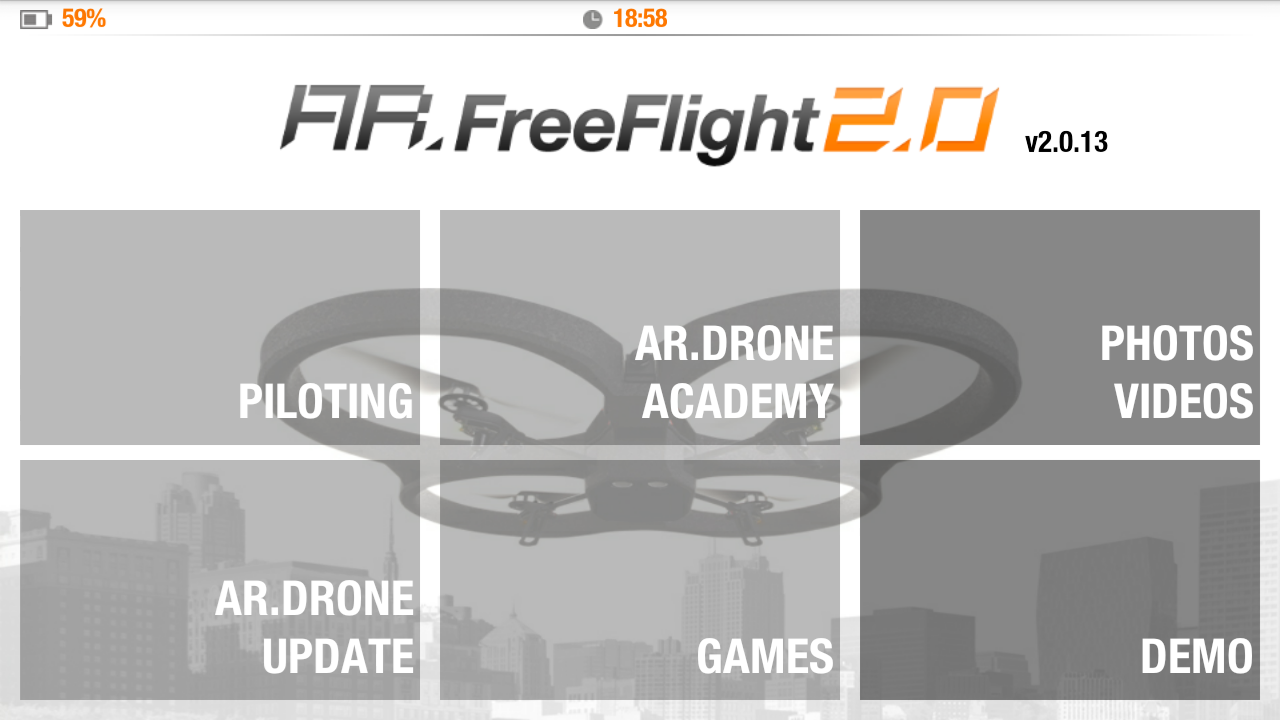 59%
18:58
AR.FreeFlight2.0 v2.0.13
PILOTING
AR.DRONE
ACADEMY
PHOTOS
VIDEOS
AR.DRONE
UPDATE
GAMES
DEMO